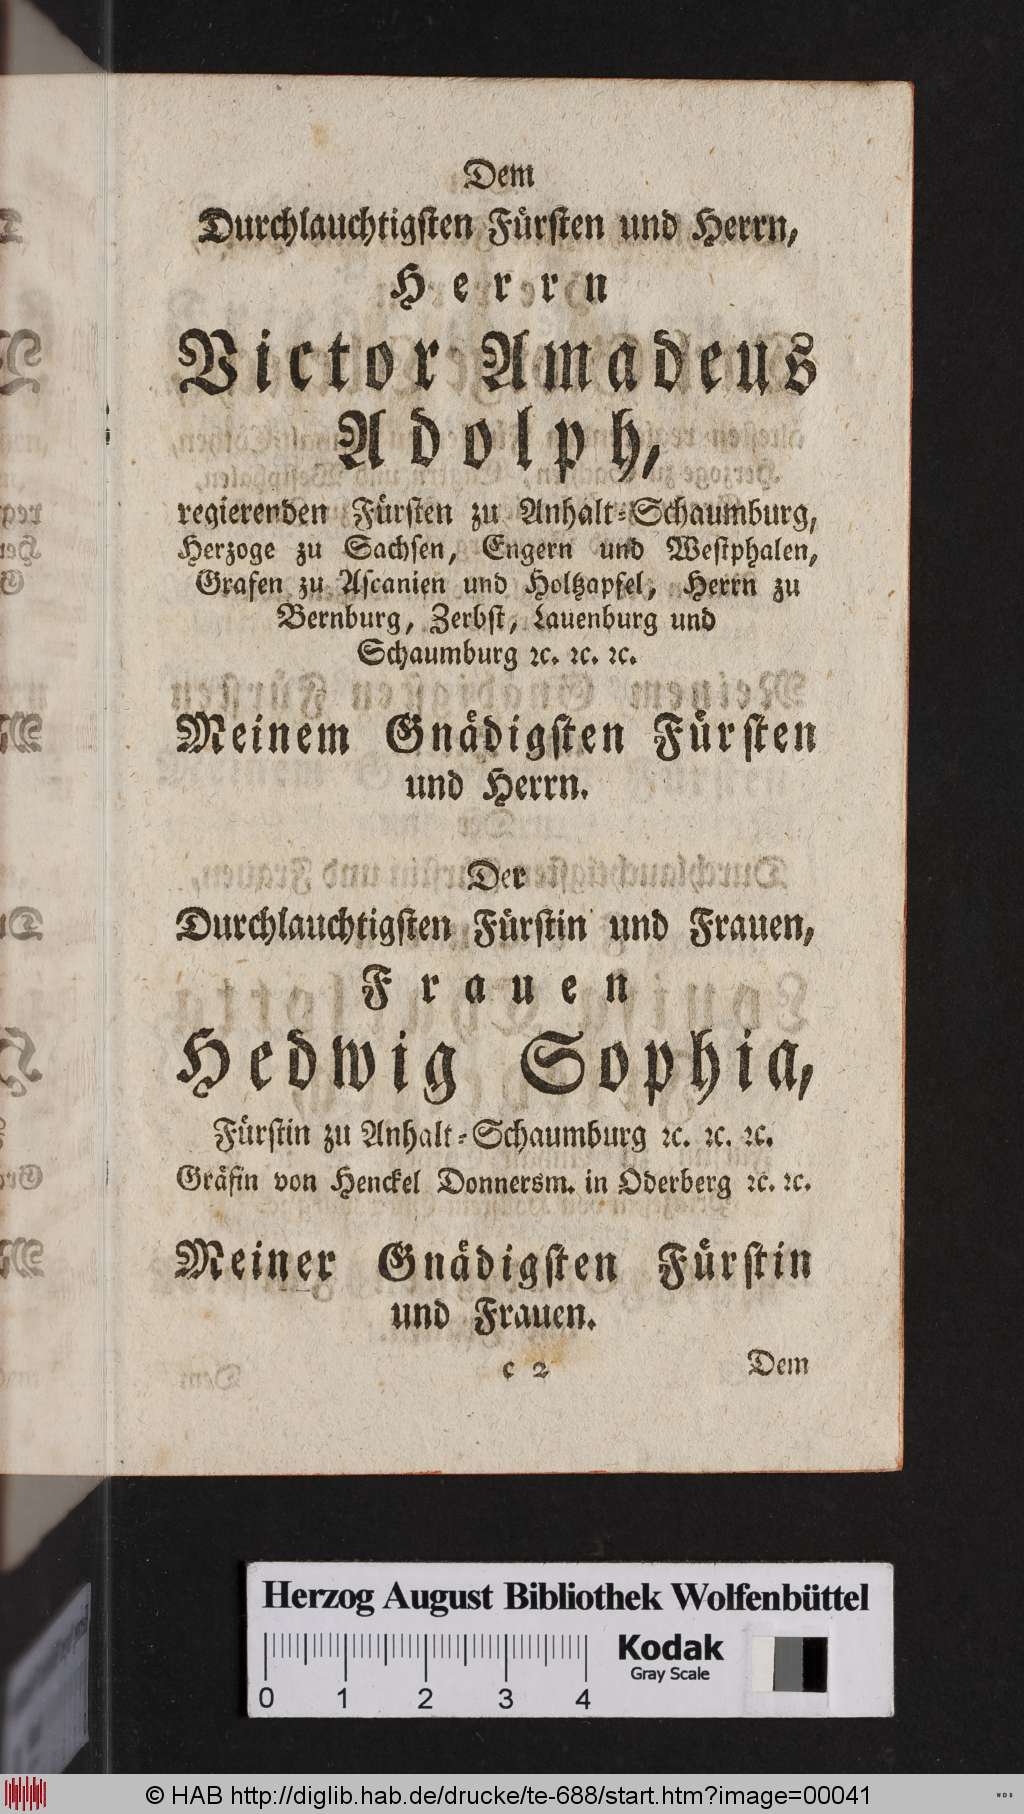 Dem
Durchlauchtigſten Fürſten und Herrn,
Herrn
Victor Amadeus
Adolph,
regierenden Fürſten zu Anhalt-Schaumburg,
Herzoge zu Sachſen, Engern und Weſtphalen,
Grafen zu Aſcanien und Holtzapfel, Herrn zu
Bernburg, Zerbſt, Lauenburg und
Schaumburg ꝛc. ꝛc. ꝛc.
Meinem Gnädigſten Fürſten
und Herrn.
Der
Durchlauchtigſten Fürſtin und Frauen,
Frauen
Hedwig Sophia,
Fürſtin zu Anhalt-Schaumburg ꝛc. ꝛc. ꝛc.
Gräfin von Henckel Donnersm. in Oderberg ꝛc. ꝛc.
Meiner Gnädigſten Fürſtin
und Frauen.
c 2 Dem
Herzog August Bibliothek Wolfenbüttel
Kodak
Gray Scale
0 1 2 3 4
© HAB http://diglib.hab.de/drucke/te-688/start.htm?image=00041